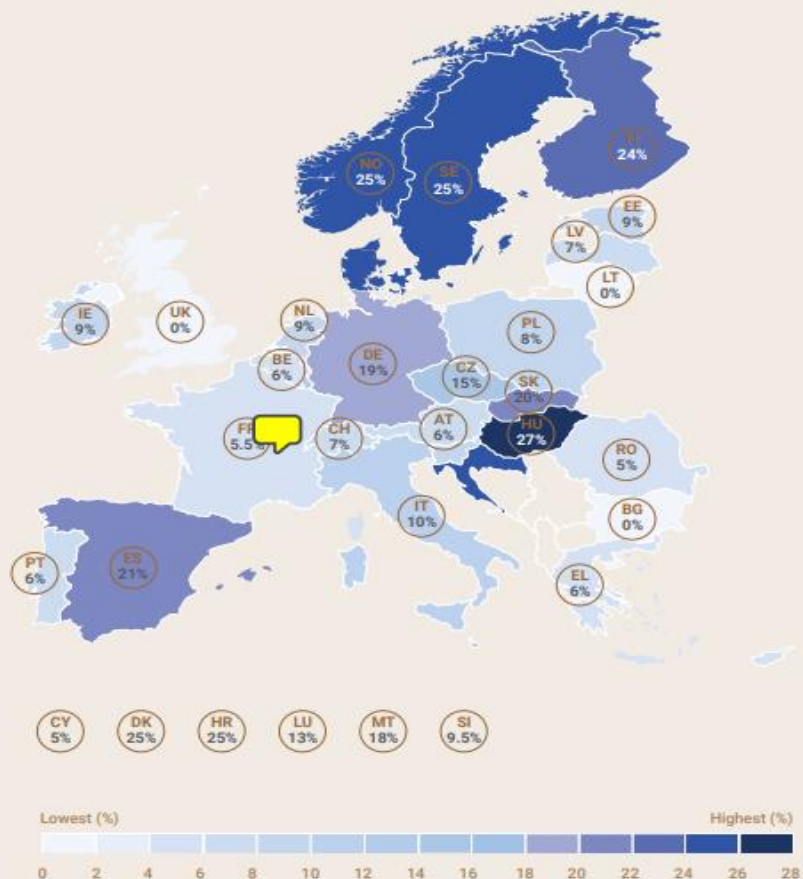 NO
25%
SE
25%
24%
EE
9%
LV
7%
LT
0%
IE
9%
UK
0%
NL
9%
BE
6%
DE
19%
PL
8%
CZ
15%
SK
20%
FR
5.5%
CH
7%
AT
6%
HU
27%
RO
5%
IT
10%
BG
0%
PT
6%
ES
21%
EL
6%
CY
5%
DK
25%
HR
25%
LU
13%
MT
18%
SI
9.5%
Lowest (%) Highest (%)
0 2 4 6 8 10 12 14 16 18 20 22 24 26 28